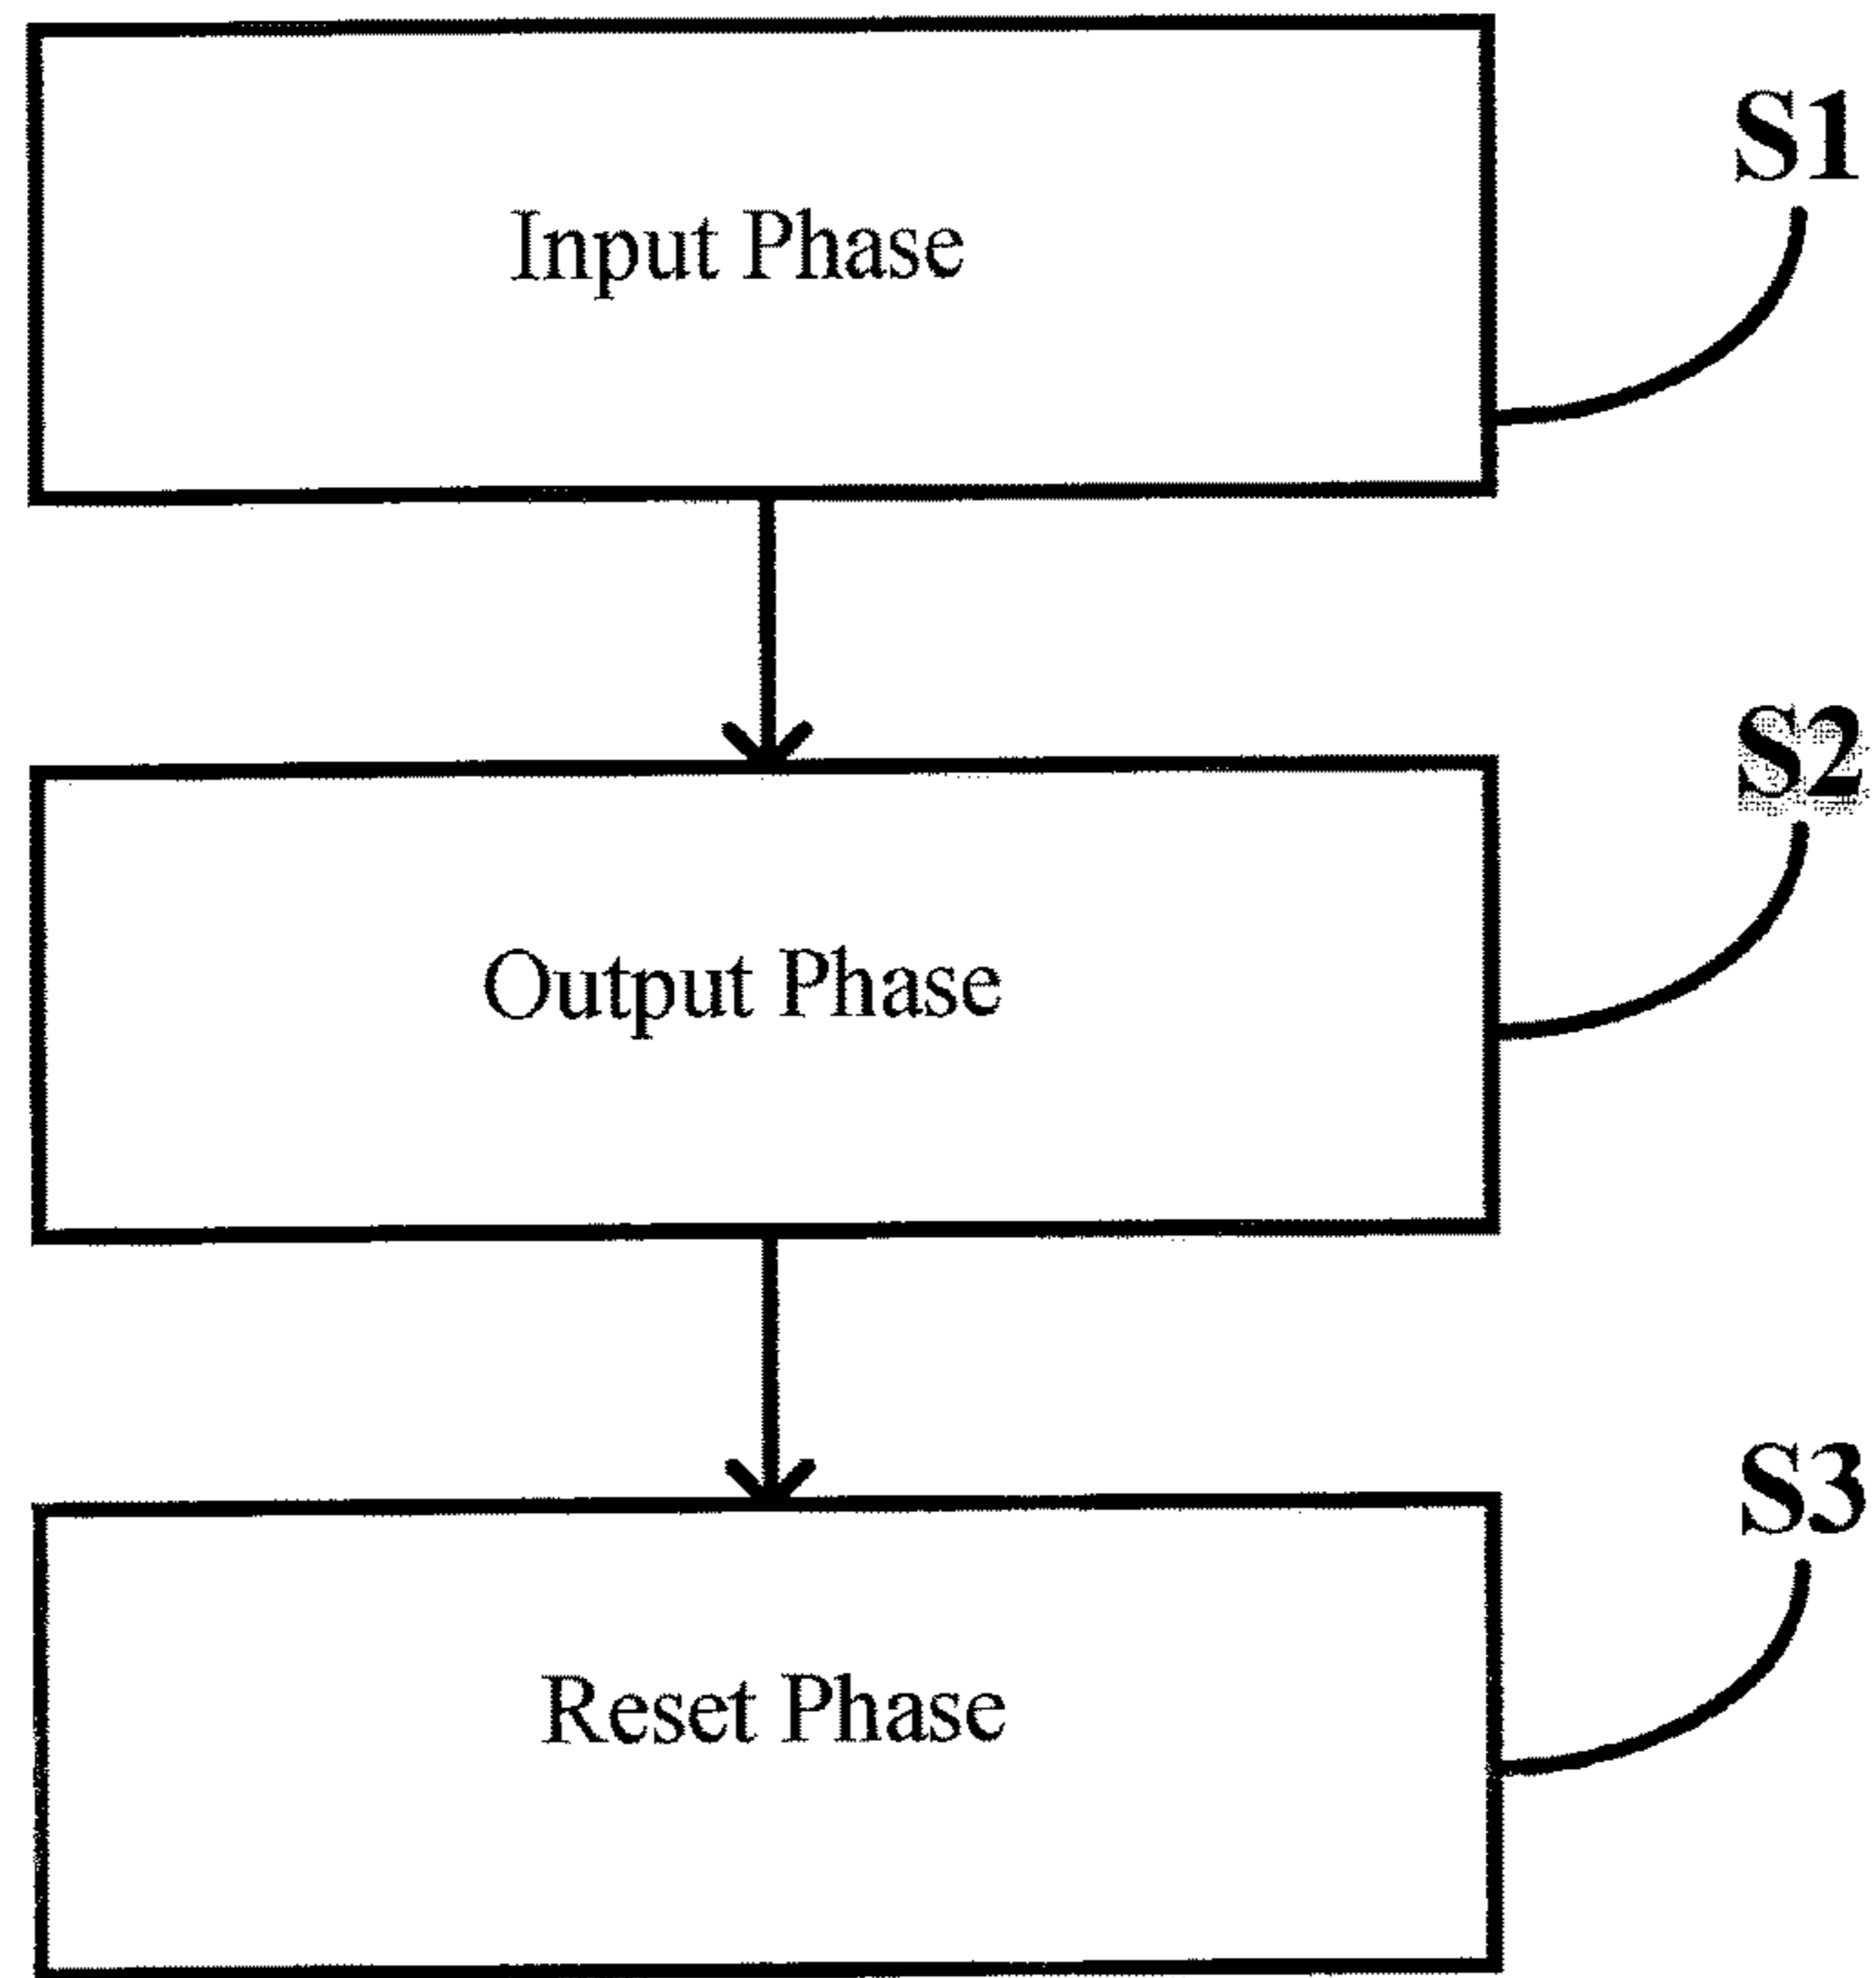 S1
Input Phase
S2
Output Phase
S3
Reset Phase